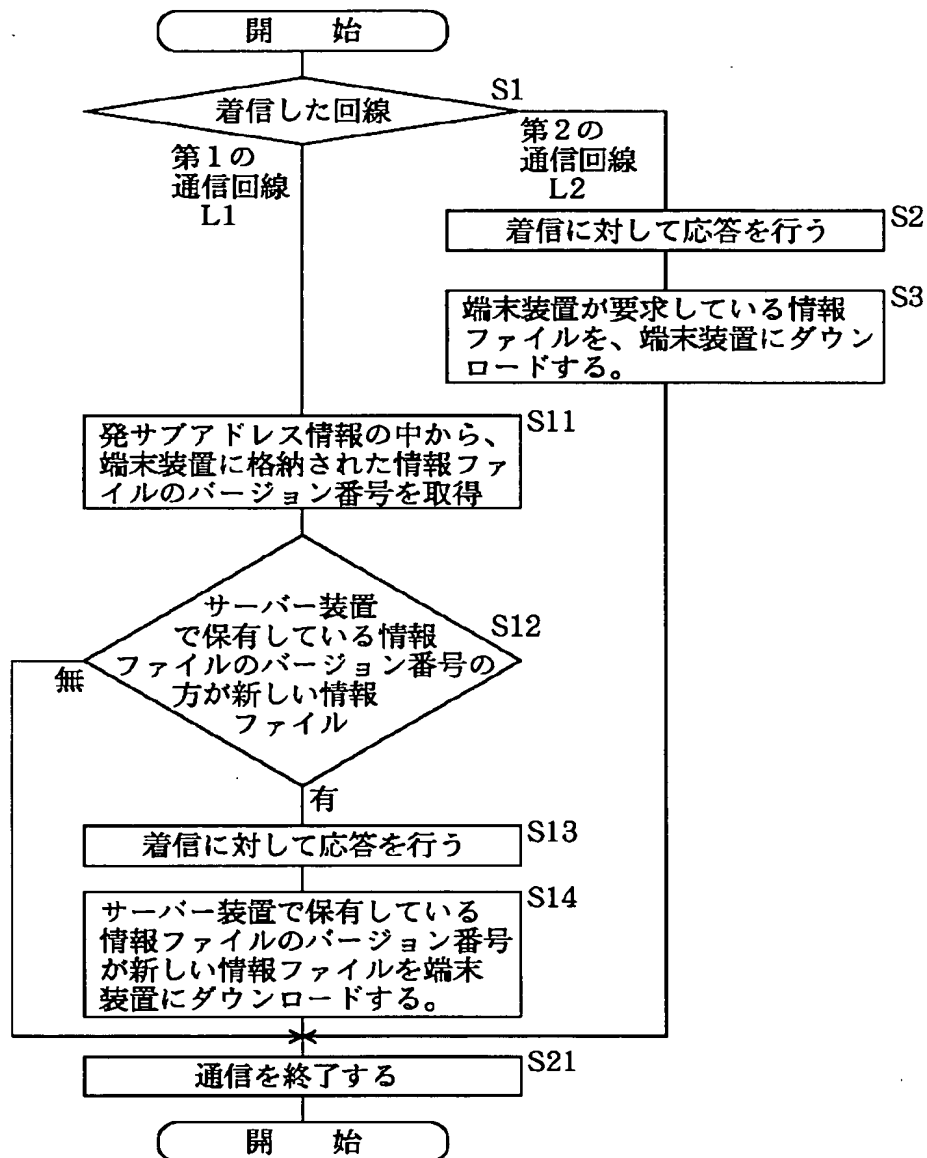 開 始
着信した回線
S1
第1の
通信回線
L1
第2の
通信回線
L2
着信に対して応答を行う
S2
端末装置が要求している情報
ファイルを、端末装置にダウン
ロードする。
S3
発サブアドレス情報の中から、
端末装置に格納された情報ファ
イルのバージョン番号を取得
S11
サーバー装置
で保有している情報
ファイルのバージョン番号の
方が新しい情報
ファイル
S12
無
有
着信に対して応答を行う
S13
サーバー装置で保有している
情報ファイルのバージョン番号
が新しい情報ファイルを端末
装置にダウンロードする。
S14
通信を終了する
S21
開 始